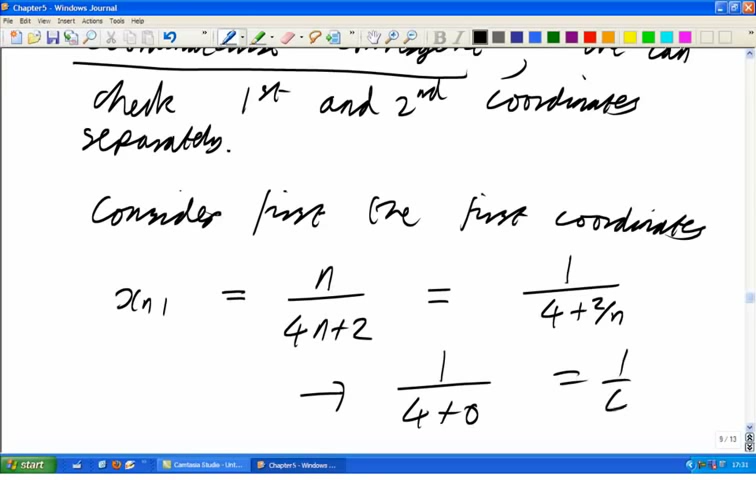 Chapter5 - Windows Journal
File Edit View Insert Actions Tools Help
B I
can
check 1st and 2nd coordinates
separately.
Consider first the first coordinates
xn1 = n/(4n+2) = 1/(4+2/n)
→ 1/(4+0) = 1/
9 / 13
start
Camtasia Studio - Unt...
Chapter5 - Windows ...
17:31